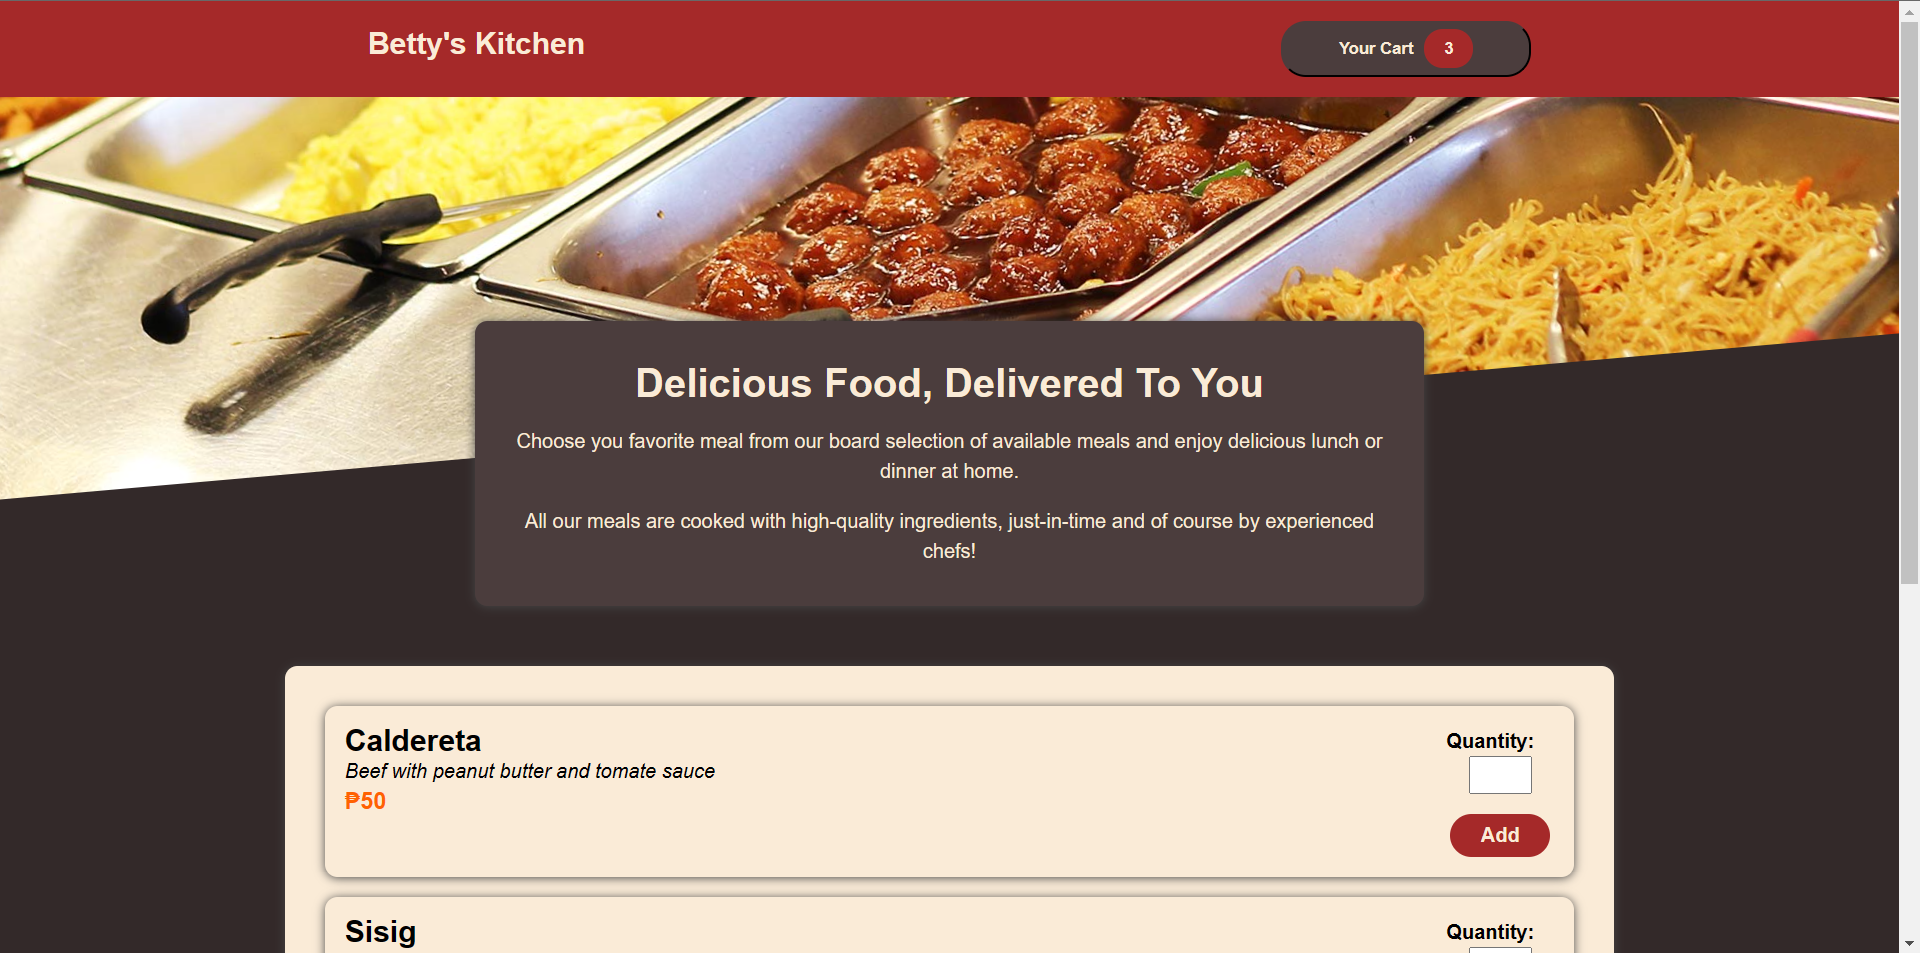 Betty's Kitchen
Your Cart 3
Delicious Food, Delivered To You
Choose you favorite meal from our board selection of available meals and enjoy delicious lunch or
dinner at home.
All our meals are cooked with high-quality ingredients, just-in-time and of course by experienced
chefs!
Caldereta
Quantity:
Beef with peanut butter and tomate sauce
₱50
Add
Sisig
Quantity: